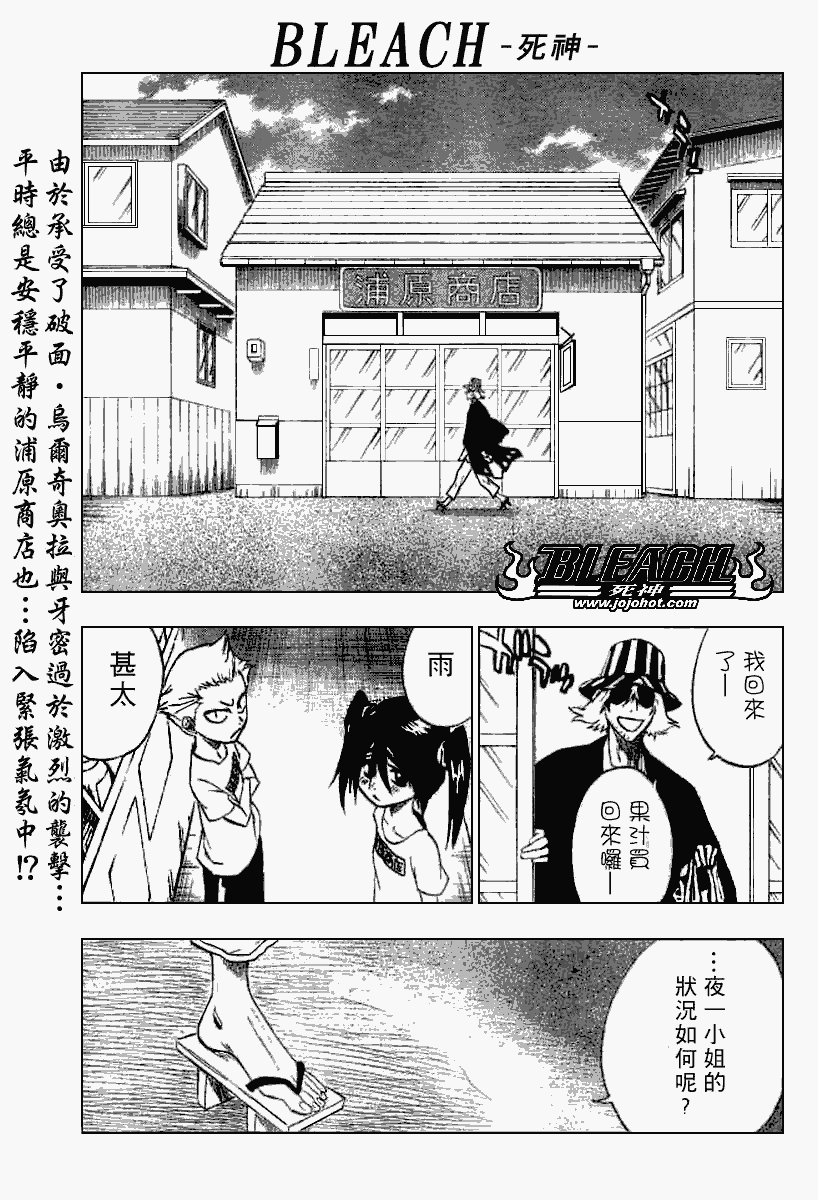 BLEACH -死神-
由於承受了破面・烏爾奇奧拉與牙密過於激烈的襲擊…
平時總是安穩平靜的浦原商店也…陷入緊張氣氛中!?
浦原商店
BLEACH
死神
www.jojohot.com
我回來
了—
果汁買
回來囉—
雨
甚太
…夜一小姐的
狀況如何呢?